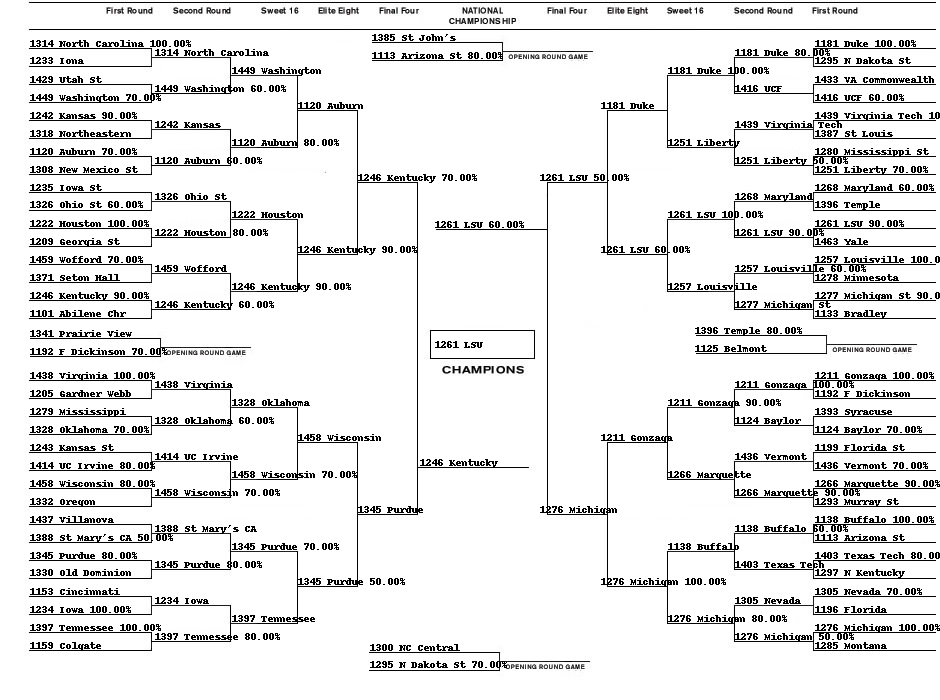 First Round Second Round Sweet 16 Elite Eight Final Four NATIONAL CHAMPIONSHIP Final Four Elite Eight Sweet 16 Second Round First Round
1314 North Carolina 100.00%
1233 Iona
1429 Utah St
1449 Washington 70.00%
1242 Kansas 90.00%
1318 Northeastern
1120 Auburn 70.00%
1308 New Mexico St
1235 Iowa St
1326 Ohio St 60.00%
1222 Houston 100.00%
1209 Georgia St
1459 Wofford 70.00%
1371 Seton Hall
1246 Kentucky 90.00%
1101 Abilene Chr
1341 Prairie View
1192 F Dickinson 70.00%
OPENING ROUND GAME
1438 Virginia 100.00%
1205 Gardner Webb
1279 Mississippi
1328 Oklahoma 70.00%
1243 Kansas St
1414 UC Irvine 80.00%
1458 Wisconsin 80.00%
1332 Oregon
1437 Villanova
1388 St Mary's CA 50.00%
1345 Purdue 80.00%
1330 Old Dominion
1153 Cincinnati
1234 Iowa 100.00%
1397 Tennessee 100.00%
1159 Colgate
1314 North Carolina
1449 Washington 60.00%
1242 Kansas
1120 Auburn 60.00%
1326 Ohio St
1222 Houston 80.00%
1459 Wofford
1246 Kentucky 60.00%
1438 Virginia
1328 Oklahoma 60.00%
1414 UC Irvine
1458 Wisconsin 70.00%
1388 St Mary's CA
1345 Purdue 80.00%
1234 Iowa
1397 Tennessee 80.00%
1449 Washington
1120 Auburn 80.00%
1222 Houston
1246 Kentucky 90.00%
1328 Oklahoma
1458 Wisconsin 70.00%
1345 Purdue 70.00%
1397 Tennessee
1120 Auburn
1246 Kentucky 90.00%
1458 Wisconsin
1345 Purdue 50.00%
1246 Kentucky 70.00%
1345 Purdue
1385 St John's
1113 Arizona St 80.00%
OPENING ROUND GAME
1261 LSU 60.00%
1261 LSU
CHAMPIONS
1246 Kentucky
1300 NC Central
1295 N Dakota St 70.00%
OPENING ROUND GAME
1261 LSU 50.00%
1276 Michigan
1181 Duke
1261 LSU 60.00%
1211 Gonzaga
1276 Michigan 100.00%
1181 Duke 100.00%
1251 Liberty
1261 LSU 100.00%
1257 Louisville
1211 Gonzaga 90.00%
1266 Marquette
1138 Buffalo
1276 Michigan 80.00%
1181 Duke 80.00%
1416 UCF
1439 Virginia Tech
1251 Liberty 50.00%
1268 Maryland
1261 LSU 90.00%
1257 Louisville 60.00%
1277 Michigan St
1396 Temple 80.00%
1125 Belmont
OPENING ROUND GAME
1211 Gonzaga 100.00%
1124 Baylor
1436 Vermont
1266 Marquette 90.00%
1138 Buffalo 60.00%
1403 Texas Tech
1305 Nevada
1276 Michigan 50.00%
1181 Duke 100.00%
1295 N Dakota St
1433 VA Commonwealth
1416 UCF 60.00%
1439 Virginia Tech 10
1387 St Louis
1280 Mississippi St
1251 Liberty 70.00%
1268 Maryland 60.00%
1396 Temple
1261 LSU 90.00%
1463 Yale
1257 Louisville 100.0
1278 Minnesota
1277 Michigan St 90.0
1133 Bradley
1211 Gonzaga 100.00%
1192 F Dickinson
1393 Syracuse
1124 Baylor 70.00%
1199 Florida St
1436 Vermont 70.00%
1266 Marquette 90.00%
1293 Murray St
1138 Buffalo 100.00%
1113 Arizona St
1403 Texas Tech 80.00
1297 N Kentucky
1305 Nevada 70.00%
1196 Florida
1276 Michigan 100.00%
1285 Montana